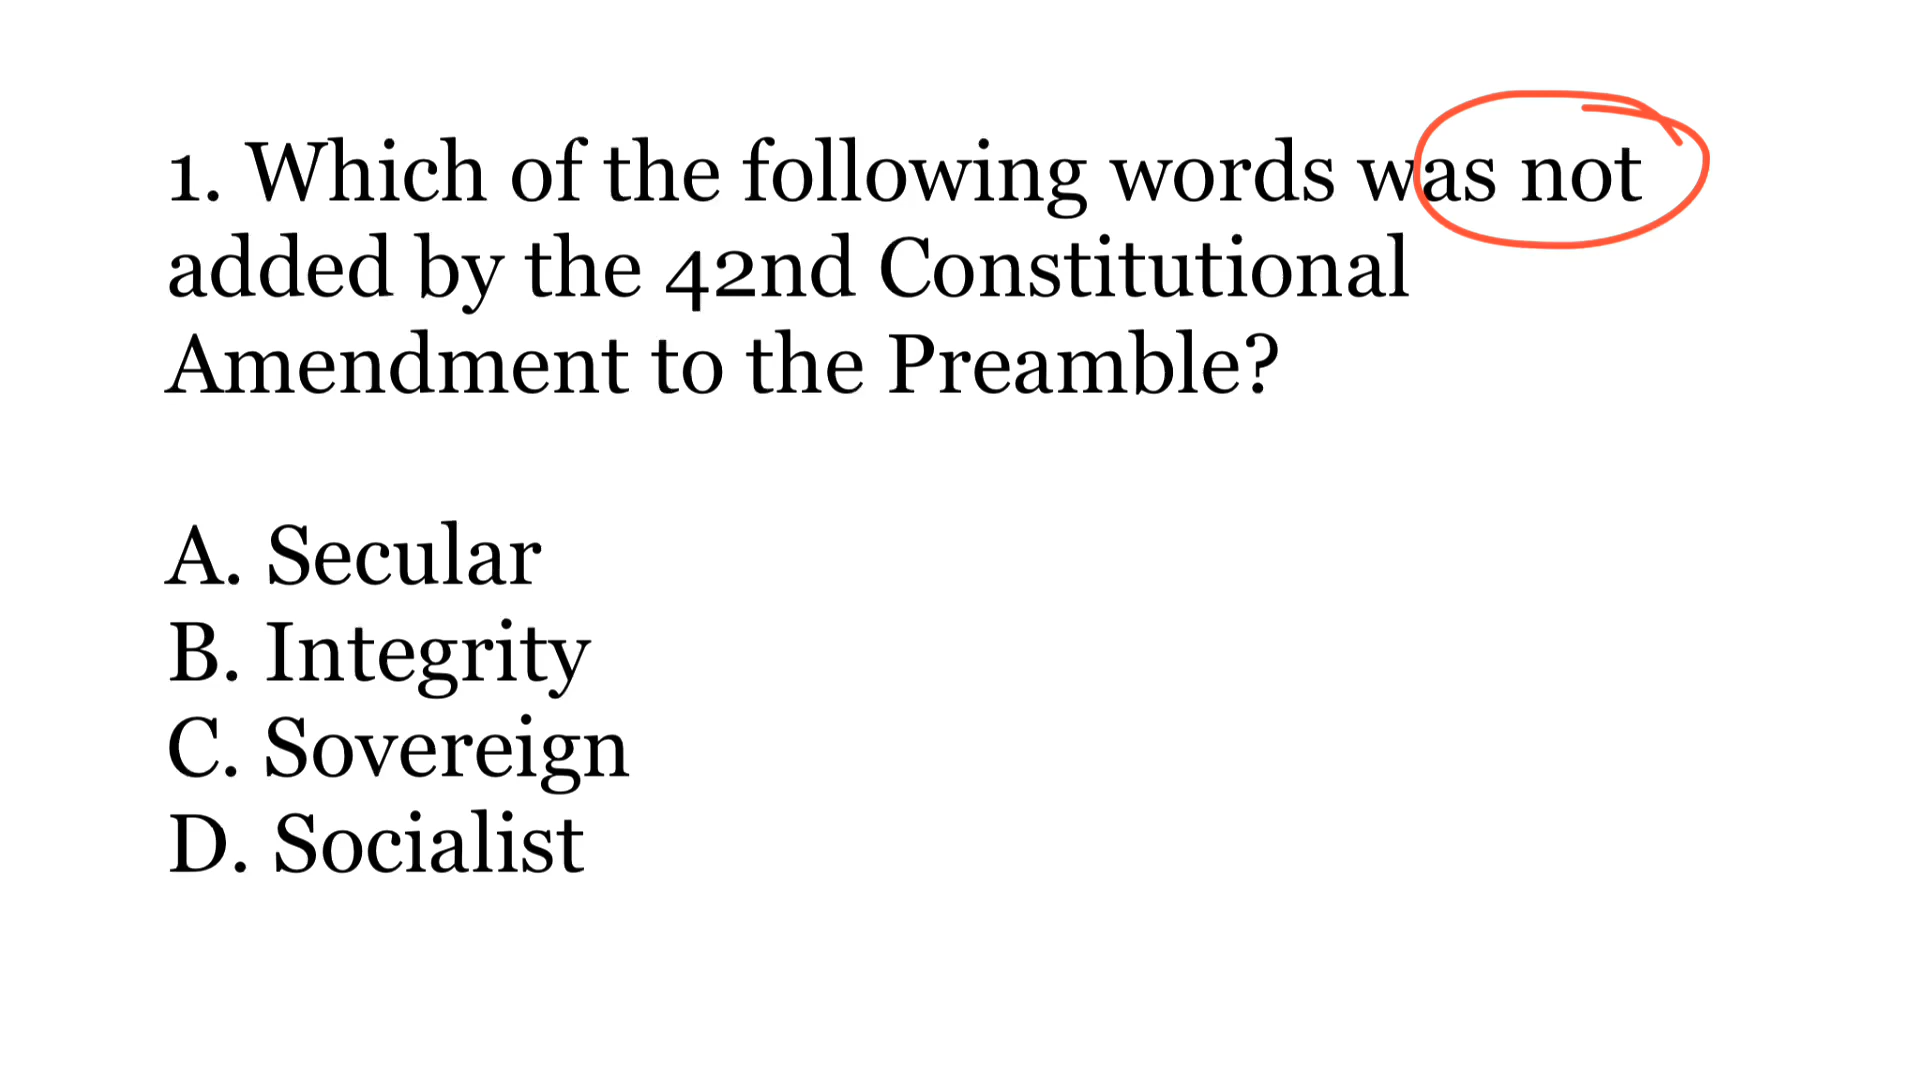 1. Which of the following words was not
added by the 42nd Constitutional
Amendment to the Preamble?
A. Secular
B. Integrity
C. Sovereign
D. Socialist